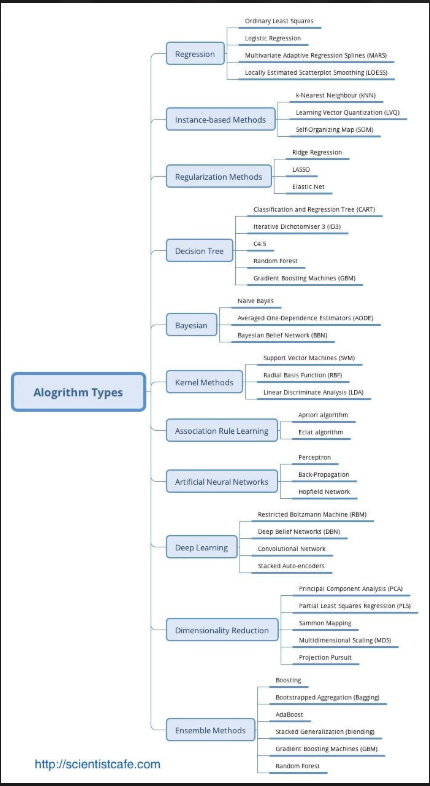 Ordinary Least Squares
Logistic Regression
Regression
Multivariate Adaptive Regression Splines (MARS)
Locally Estimated Scatterplot Smoothing (LOESS)
k-Nearest Neighbour (kNN)
Instance-based Methods
Learning Vector Quantization (LVQ)
Self-Organizing Map (SOM)
Ridge Regression
Regularization Methods
LASSO
Elastic Net
Classification and Regression Tree (CART)
Iterative Dichotomiser 3 (ID3)
Decision Tree
C4.5
Random Forest
Gradient Boosting Machines (GBM)
Naive Bayes
Bayesian
Averaged One-Dependence Estimators (AODE)
Bayesian Belief Network (BBN)
Support Vector Machines (SVM)
Kernel Methods
Radial Basis Function (RBF)
Linear Discriminate Analysis (LDA)
Alogrithm Types
Apriori algorithm
Association Rule Learning
Eclat algorithm
Perceptron
Artificial Neural Networks
Back-Propagation
Hopfield Network
Restricted Boltzmann Machine (RBM)
Deep Belief Networks (DBN)
Deep Learning
Convolutional Network
Stacked Auto-encoders
Principal Component Analysis (PCA)
Partial Least Squares Regression (PLS)
Dimensionality Reduction
Sammon Mapping
Multidimensional Scaling (MDS)
Projection Pursuit
Boosting
Bootstrapped Aggregation (Bagging)
AdaBoost
Ensemble Methods
Stacked Generalization (blending)
Gradient Boosting Machines (GBM)
Random Forest
http://scientistcafe.com